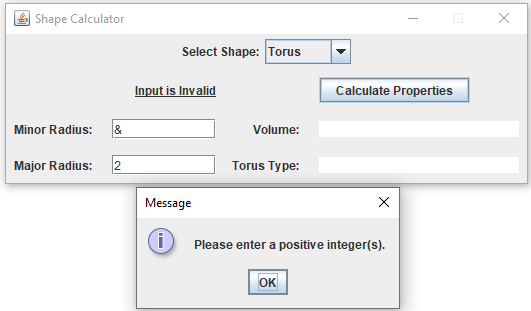 Shape Calculator
Select Shape: Torus
Input is Invalid Calculate Properties
Minor Radius: & Volume:
Major Radius: 2 Torus Type:
Message
Please enter a positive integer(s).
OK